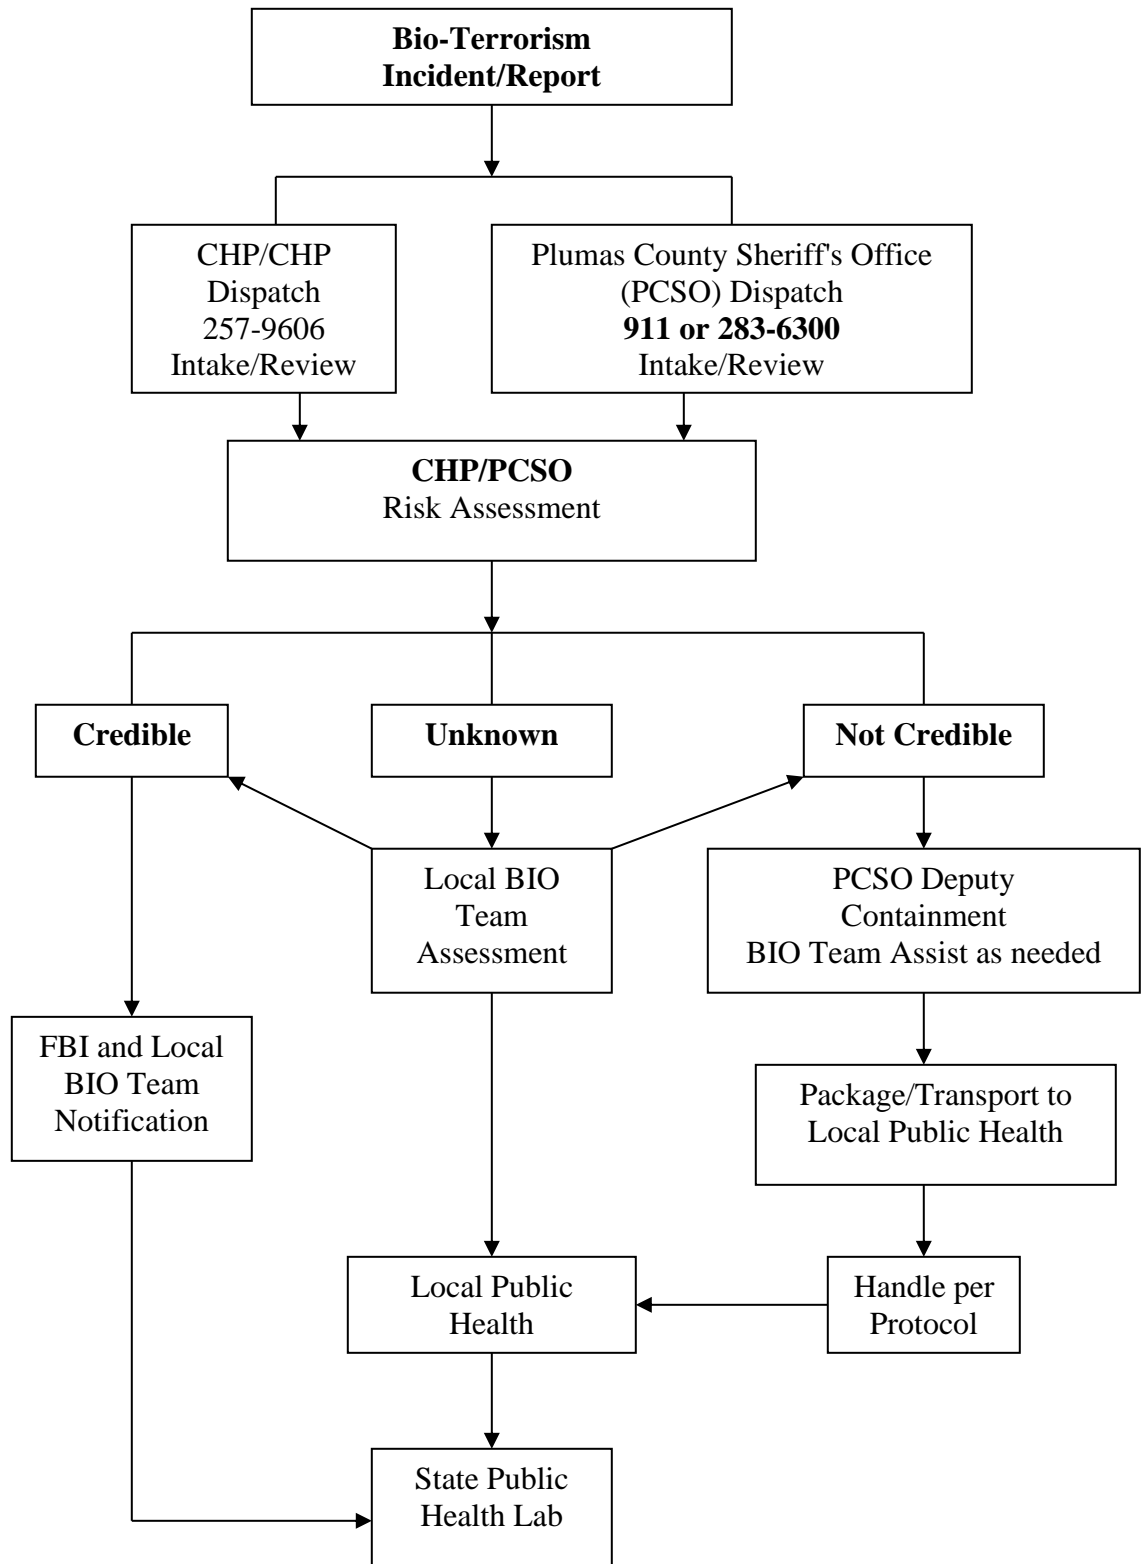 Bio-Terrorism
Incident/Report
CHP/CHP
Dispatch
257-9606
Intake/Review
Plumas County Sheriff's Office
(PCSO) Dispatch
911 or 283-6300
Intake/Review
CHP/PCSO
Risk Assessment
Credible
Unknown
Not Credible
Local BIO
Team
Assessment
PCSO Deputy
Containment
BIO Team Assist as needed
FBI and Local
BIO Team
Notification
Package/Transport to
Local Public Health
Local Public
Health
Handle per
Protocol
State Public
Health Lab